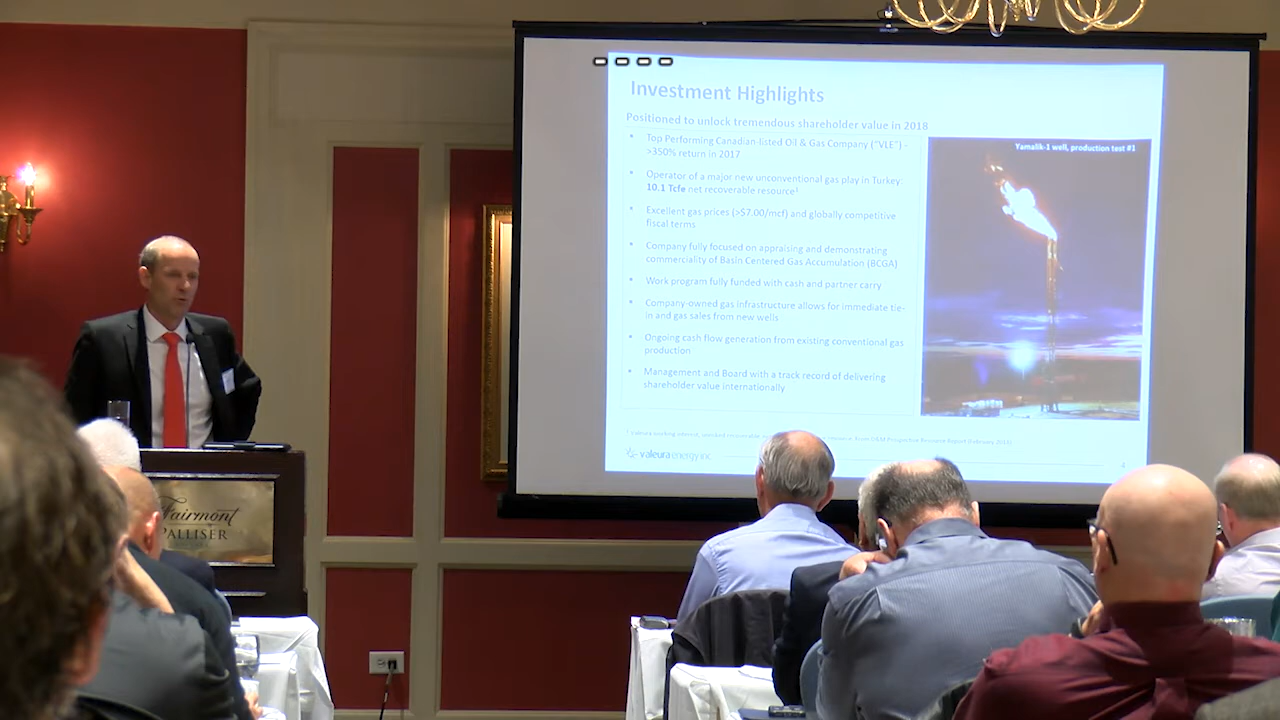 Investment Highlights
Positioned to unlock tremendous shareholder value in 2018
• Top Performing Canadian-listed Oil & Gas Company ("VLE") -
>350% return in 2017
• Operator of a major new unconventional gas play in Turkey:
10.1 Tcfe net recoverable resource¹
• Excellent gas prices (>$7.00/mcf) and globally competitive
fiscal terms
• Company fully focused on appraising and demonstrating
commerciality of Basin Centered Gas Accumulation (BCGA)
• Work program fully funded with cash and partner carry
• Company-owned gas infrastructure allows for immediate tie-
in and gas sales from new wells
• Ongoing cash flow generation from existing conventional gas
production
• Management and Board with a track record of delivering
shareholder value internationally
Yamalik-1 well, production test #1
valeura energy inc.
4
Fairmont
PALLISER